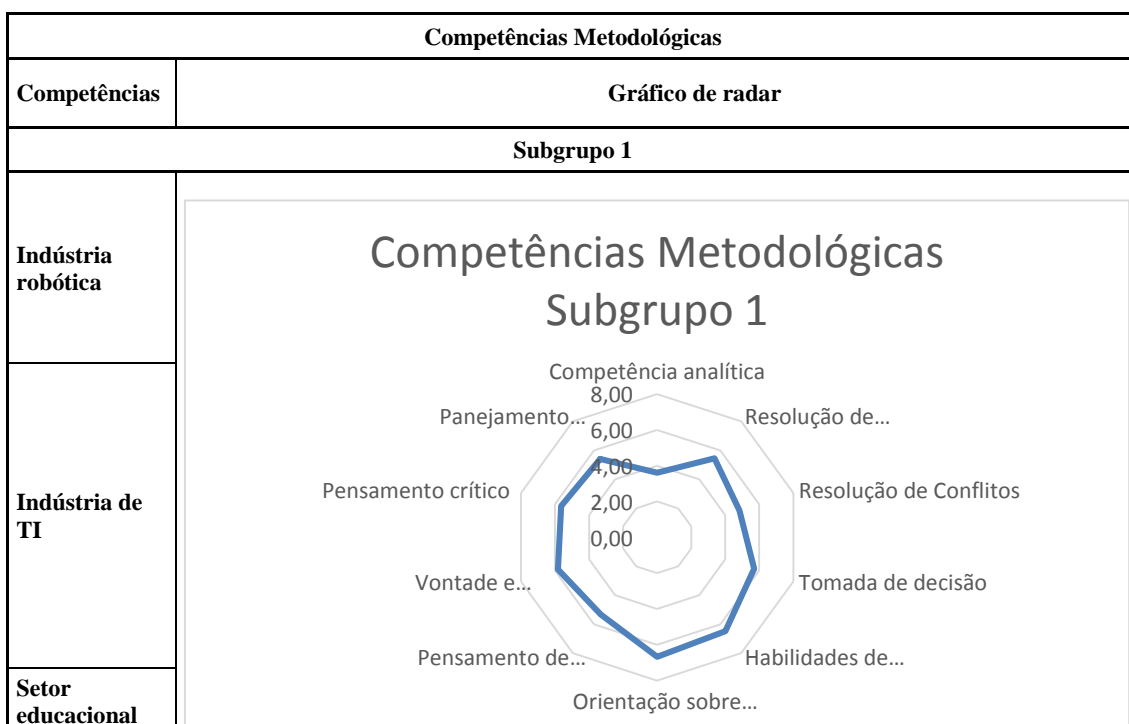 Competências Metodológicas
Competências
Gráfico de radar
Subgrupo 1
Indústria
robótica
Indústria de
TI
Setor
educacional
Competências Metodológicas
Subgrupo 1
Competência analítica
Resolução de...
Resolução de Conflitos
Tomada de decisão
Habilidades de...
Orientação sobre...
Pensamento de...
Vontade e...
Pensamento crítico
Panejamento...
8,00
6,00
4,00
2,00
0,00